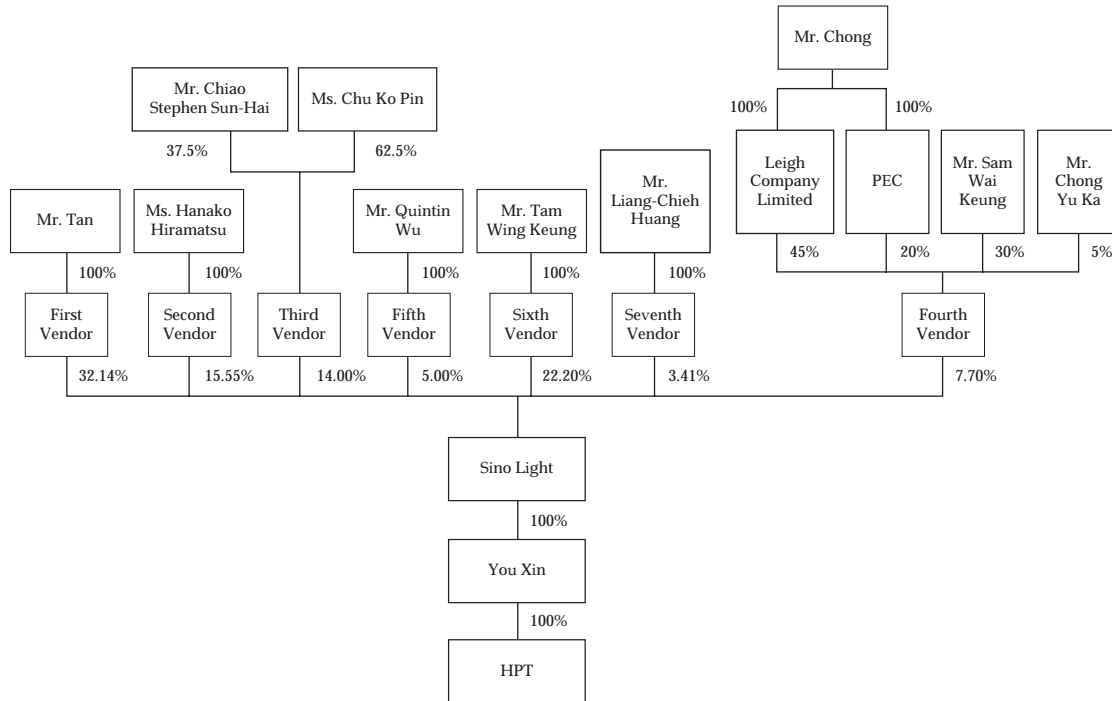 Mr. Chong
Mr. Chiao
Stephen Sun-Hai
Ms. Chu Ko Pin
100%
100%
37.5%
62.5%
Leigh
Company
Limited
PEC
Mr. Sam
Wai
Keung
Mr.
Chong
Yu Ka
Mr.
Liang-Chieh
Huang
Mr. Tan
Ms. Hanako
Hiramatsu
Mr. Quintin
Wu
Mr. Tam
Wing Keung
45%
20%
30%
5%
100%
100%
100%
100%
100%
First
Vendor
Second
Vendor
Third
Vendor
Fifth
Vendor
Sixth
Vendor
Seventh
Vendor
Fourth
Vendor
32.14%
15.55%
14.00%
5.00%
22.20%
3.41%
7.70%
Sino Light
100%
You Xin
100%
HPT